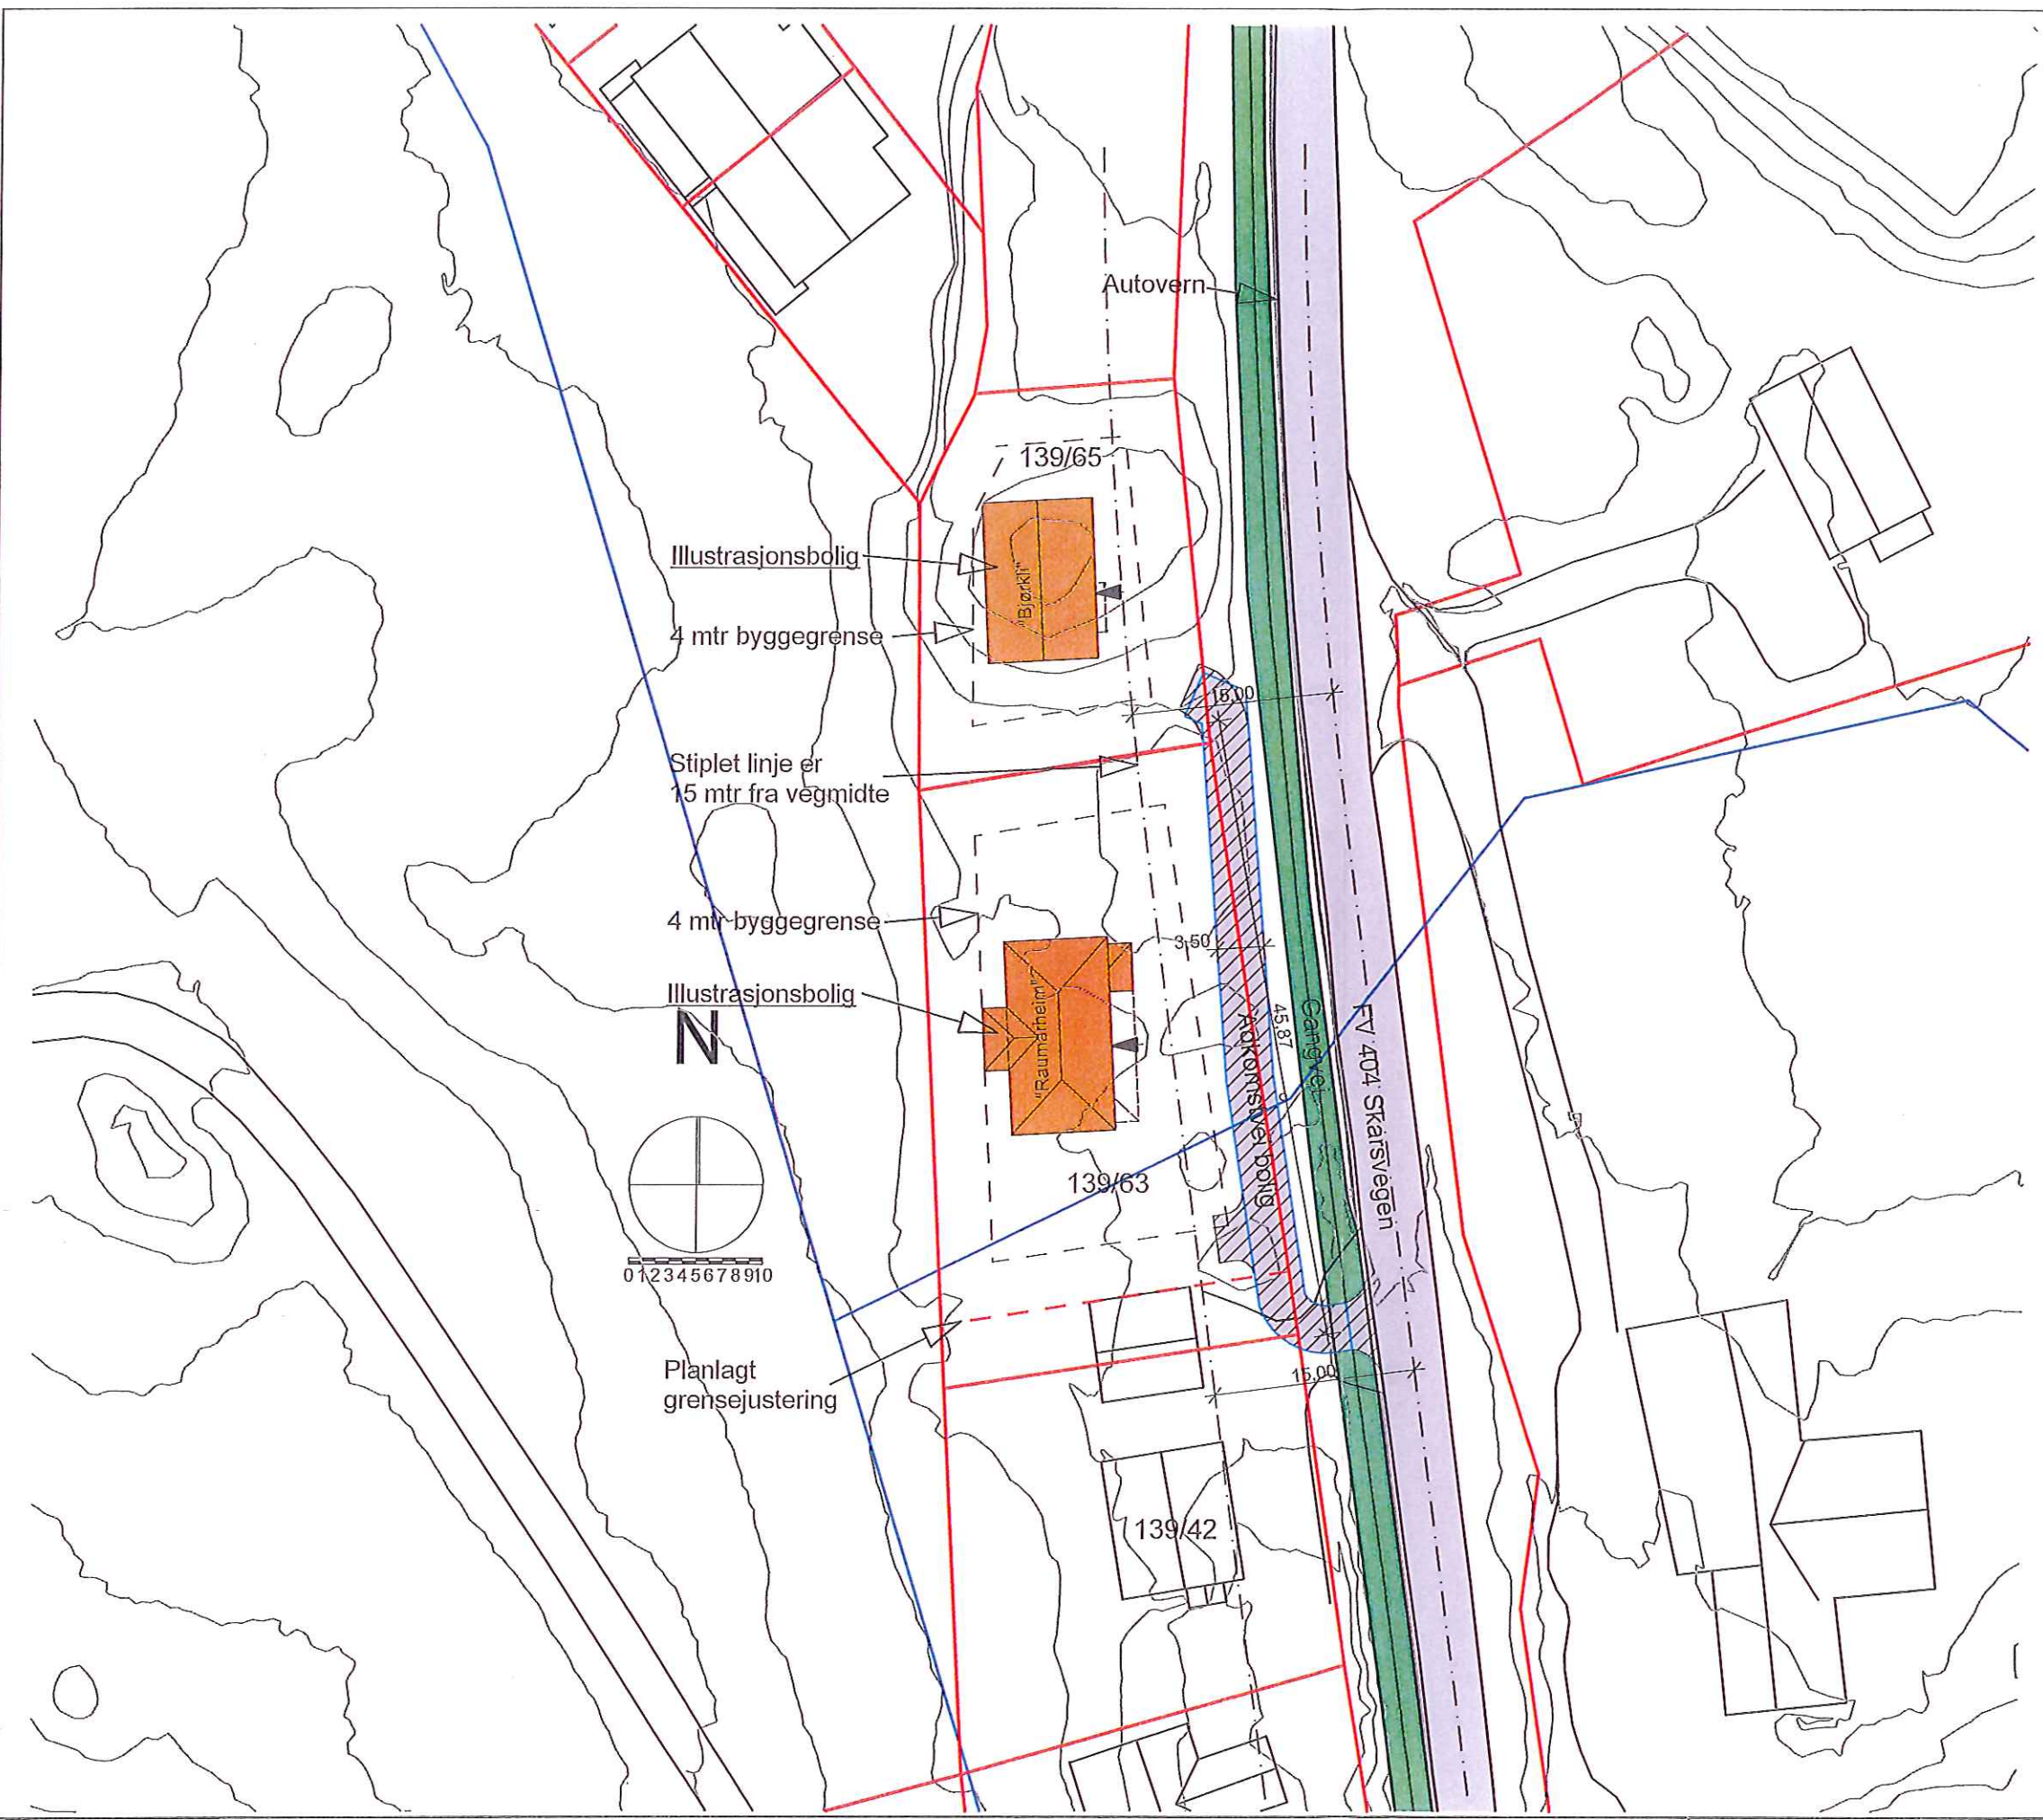 Autovern
139/65
Illustrasjonsbolig
"Bjørkli"
4 mtr byggegrense
15,00
Stiplet linje er
15 mtr fra vegmidte
4 mtr byggegrense
3,50
Illustrasjonsbolig
"Raumarheim"
N
45,87
Gangvei
FV 404 Skarsvegen
Adkomstvei bolig
139/63
0 1 2 3 4 5 6 7 8 9 10
Planlagt
grensejustering
15,00
139/42